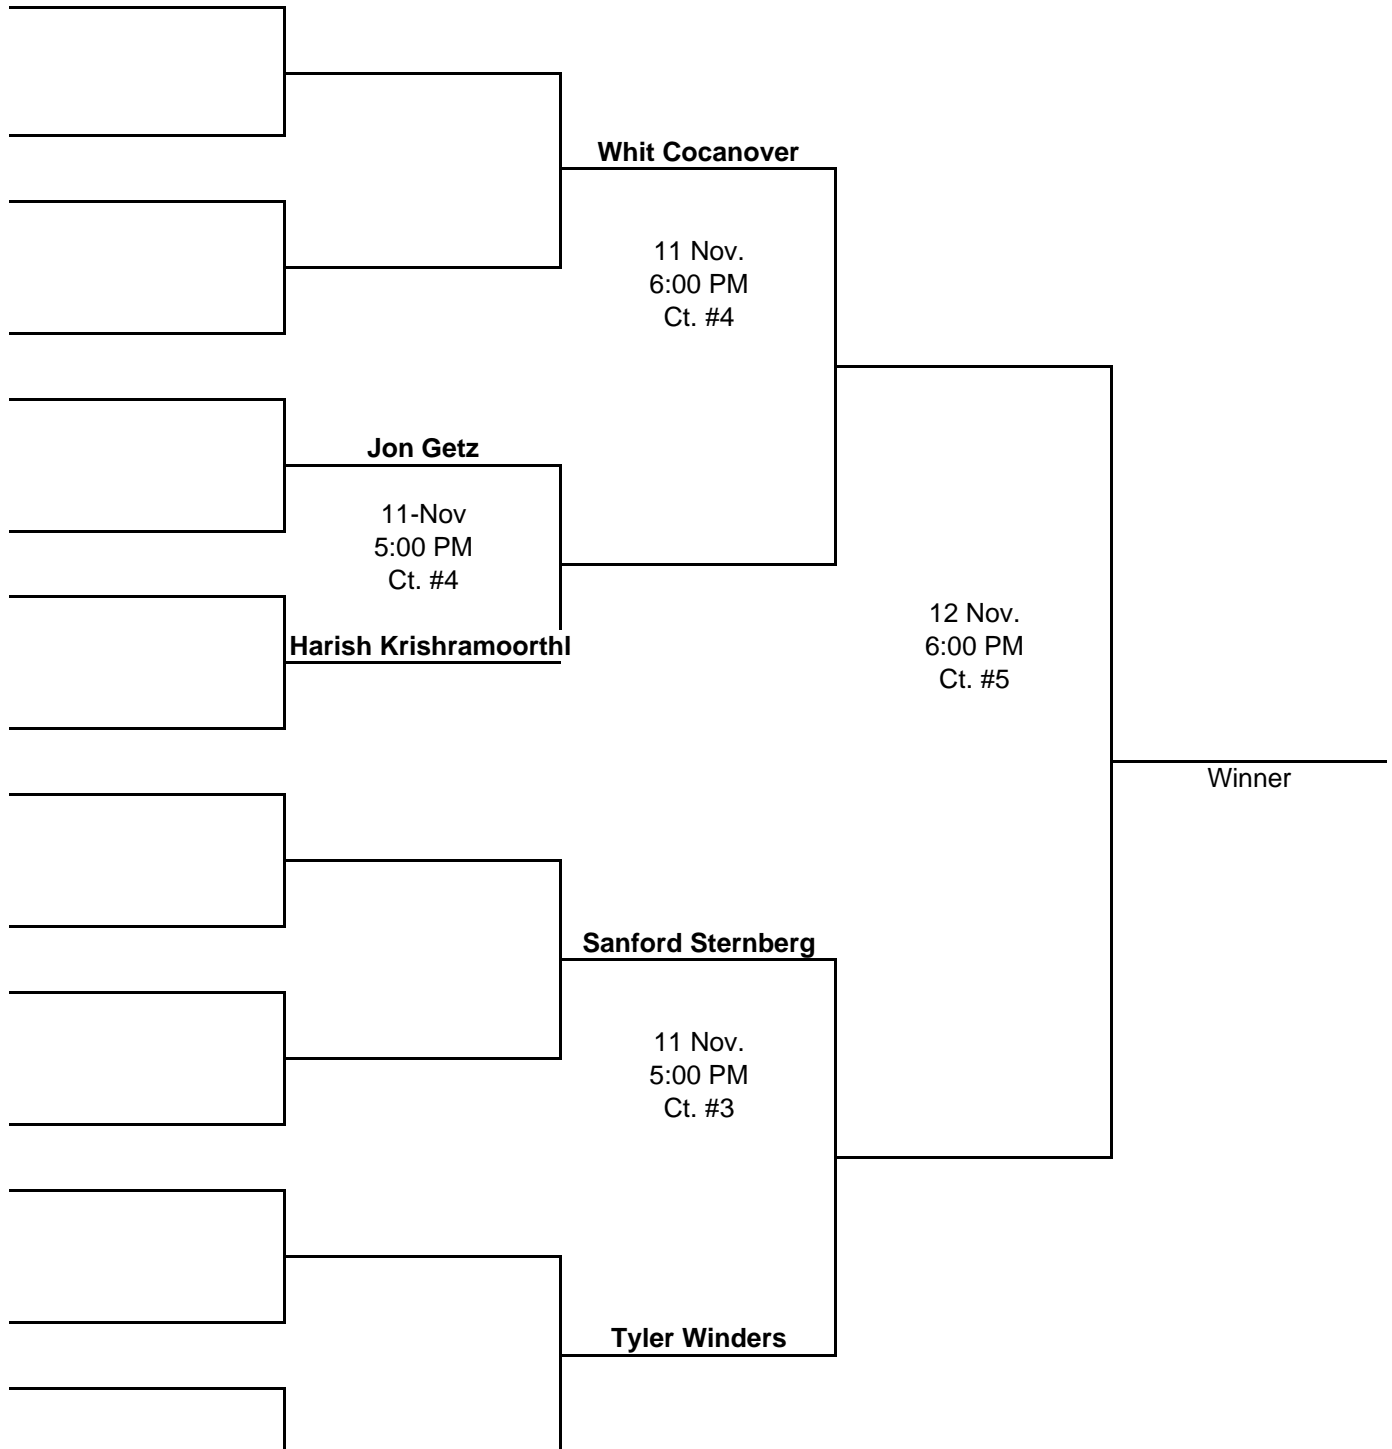 Whit Cocanover
11 Nov.
6:00 PM
Ct. #4
Jon Getz
11-Nov
5:00 PM
Ct. #4
Harish Krishramoorthl
12 Nov.
6:00 PM
Ct. #5
Winner
Sanford Sternberg
11 Nov.
5:00 PM
Ct. #3
Tyler Winders